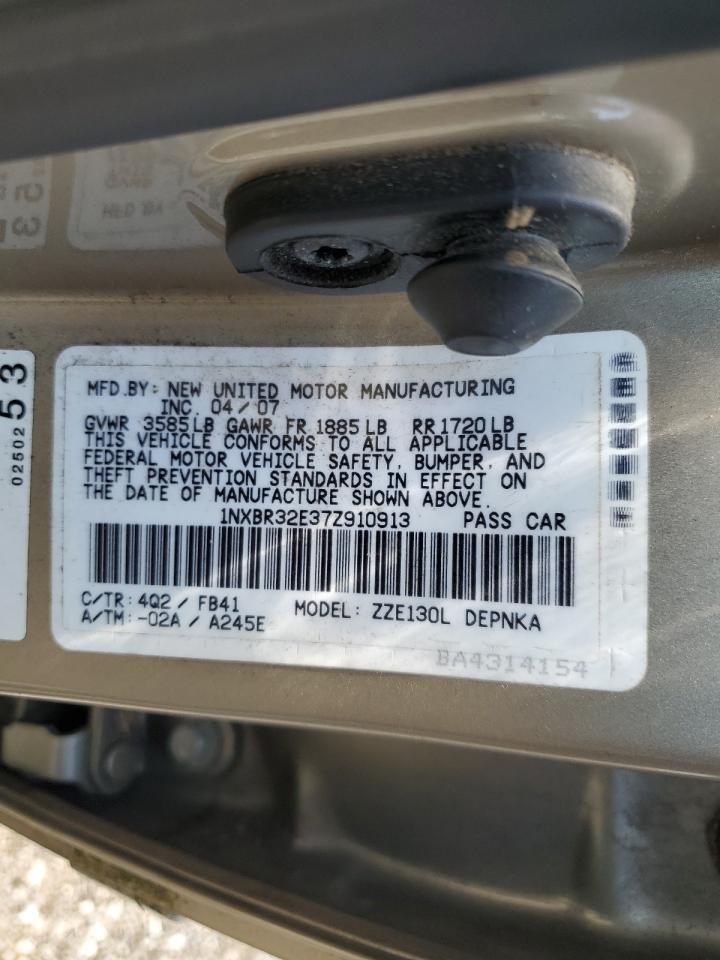 53
02502
MFD.BY: NEW UNITED MOTOR MANUFACTURING
INC. 04/07
GVWR 3585LB GAWR FR 1885LB RR1720LB
THIS VEHICLE CONFORMS TO ALL APPLICABLE
FEDERAL MOTOR VEHICLE SAFETY, BUMPER, AND
THEFT PREVENTION STANDARDS IN EFFECT ON
THE DATE OF MANUFACTURE SHOWN ABOVE.
1NXBR32E37Z910913 PASS CAR
C/TR: 4Q2 / FB41 MODEL: ZZE130L DEPNKA
A/TM: -02A / A245E
BA4314154